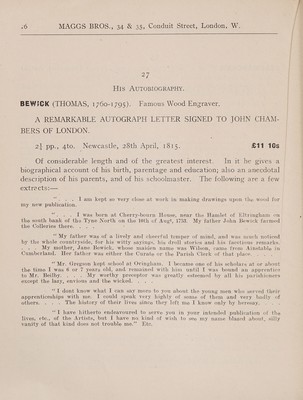 26 MAGGS BROS., 34 & 35, Conduit Street, London, W.
27
HIS AUTOBIOGRAPHY.
BEWICK (THOMAS, 1760-1795). Famous Wood Engraver.
A REMARKABLE AUTOGRAPH LETTER SIGNED TO JOHN CHAM-
BERS OF LONDON.
2½ pp., 4to. Newcastle, 28th April, 1815. £11 10s
Of considerable length and of the greatest interest. In it he gives a
biographical account of his birth, parentage and education; also an anecdotal
description of his parents, and of his schoolmaster. The following are a few
extracts:—
" . . . I am kept so very close at work in making drawings upon the wood for
my new publication.
" . . . I was born at Cherry-bourn House, near the Hamlet of Eltringham on
the south bank of the Tyne North on the 16th of Augt, 1753. My father John Bewick farmed
the Colleries there. . . .
" My father was of a lively and cheerful temper of mind, and was much noticed
by the whole countryside, for his witty sayings, his droll stories and his facetious remarks.
. . . My mother, Jane Bewick, whose maiden name was Wilson, came from Ainstable in
Cumberland. Her father was either the Curate or the Parish Clerk of that place. . . .
" Mr. Gregson kept school at Ovingham. I became one of his scholars at or about
the time I was 6 or 7 years old, and remained with him until I was bound an apprentice
to Mr. Beilby. . . . My worthy preceptor was greatly esteemed by all his parishioners
except the lazy, envious and the wicked. . . .
" I dont know what I can say more to you about the young men who served their
apprenticeships with me. I could speak very highly of some of them and very badly of
others. . . . The history of their lives since they left me I know only by hearsay. . . .
" I have hitherto endeavoured to serve you in your intended publication of the
lives, etc., of the Artists, but I have no kind of wish to see my name blazed about, silly
vanity of that kind does not trouble me." Etc.